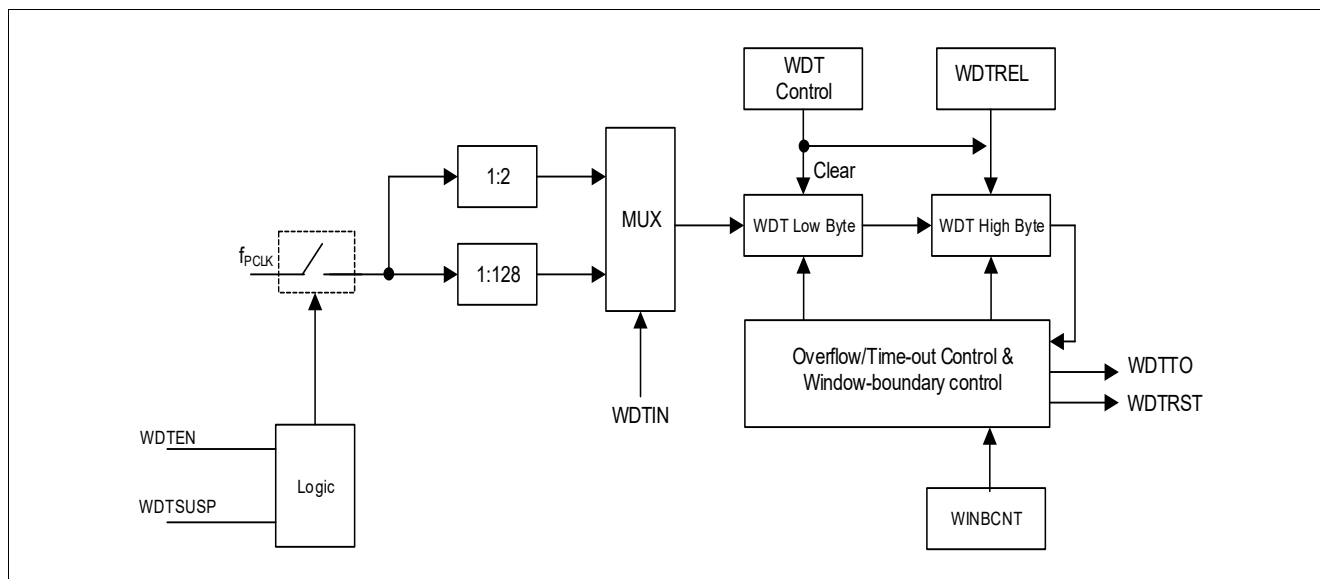 WDT
Control
WDTREL
1:2
Clear
MUX
WDT Low Byte
WDT High Byte
fPCLK
1:128
Overflow/Time-out Control &
Window-boundary control
WDTTO
WDTIN
WDTRST
WDTEN
Logic
WDTSUSP
WINBCNT